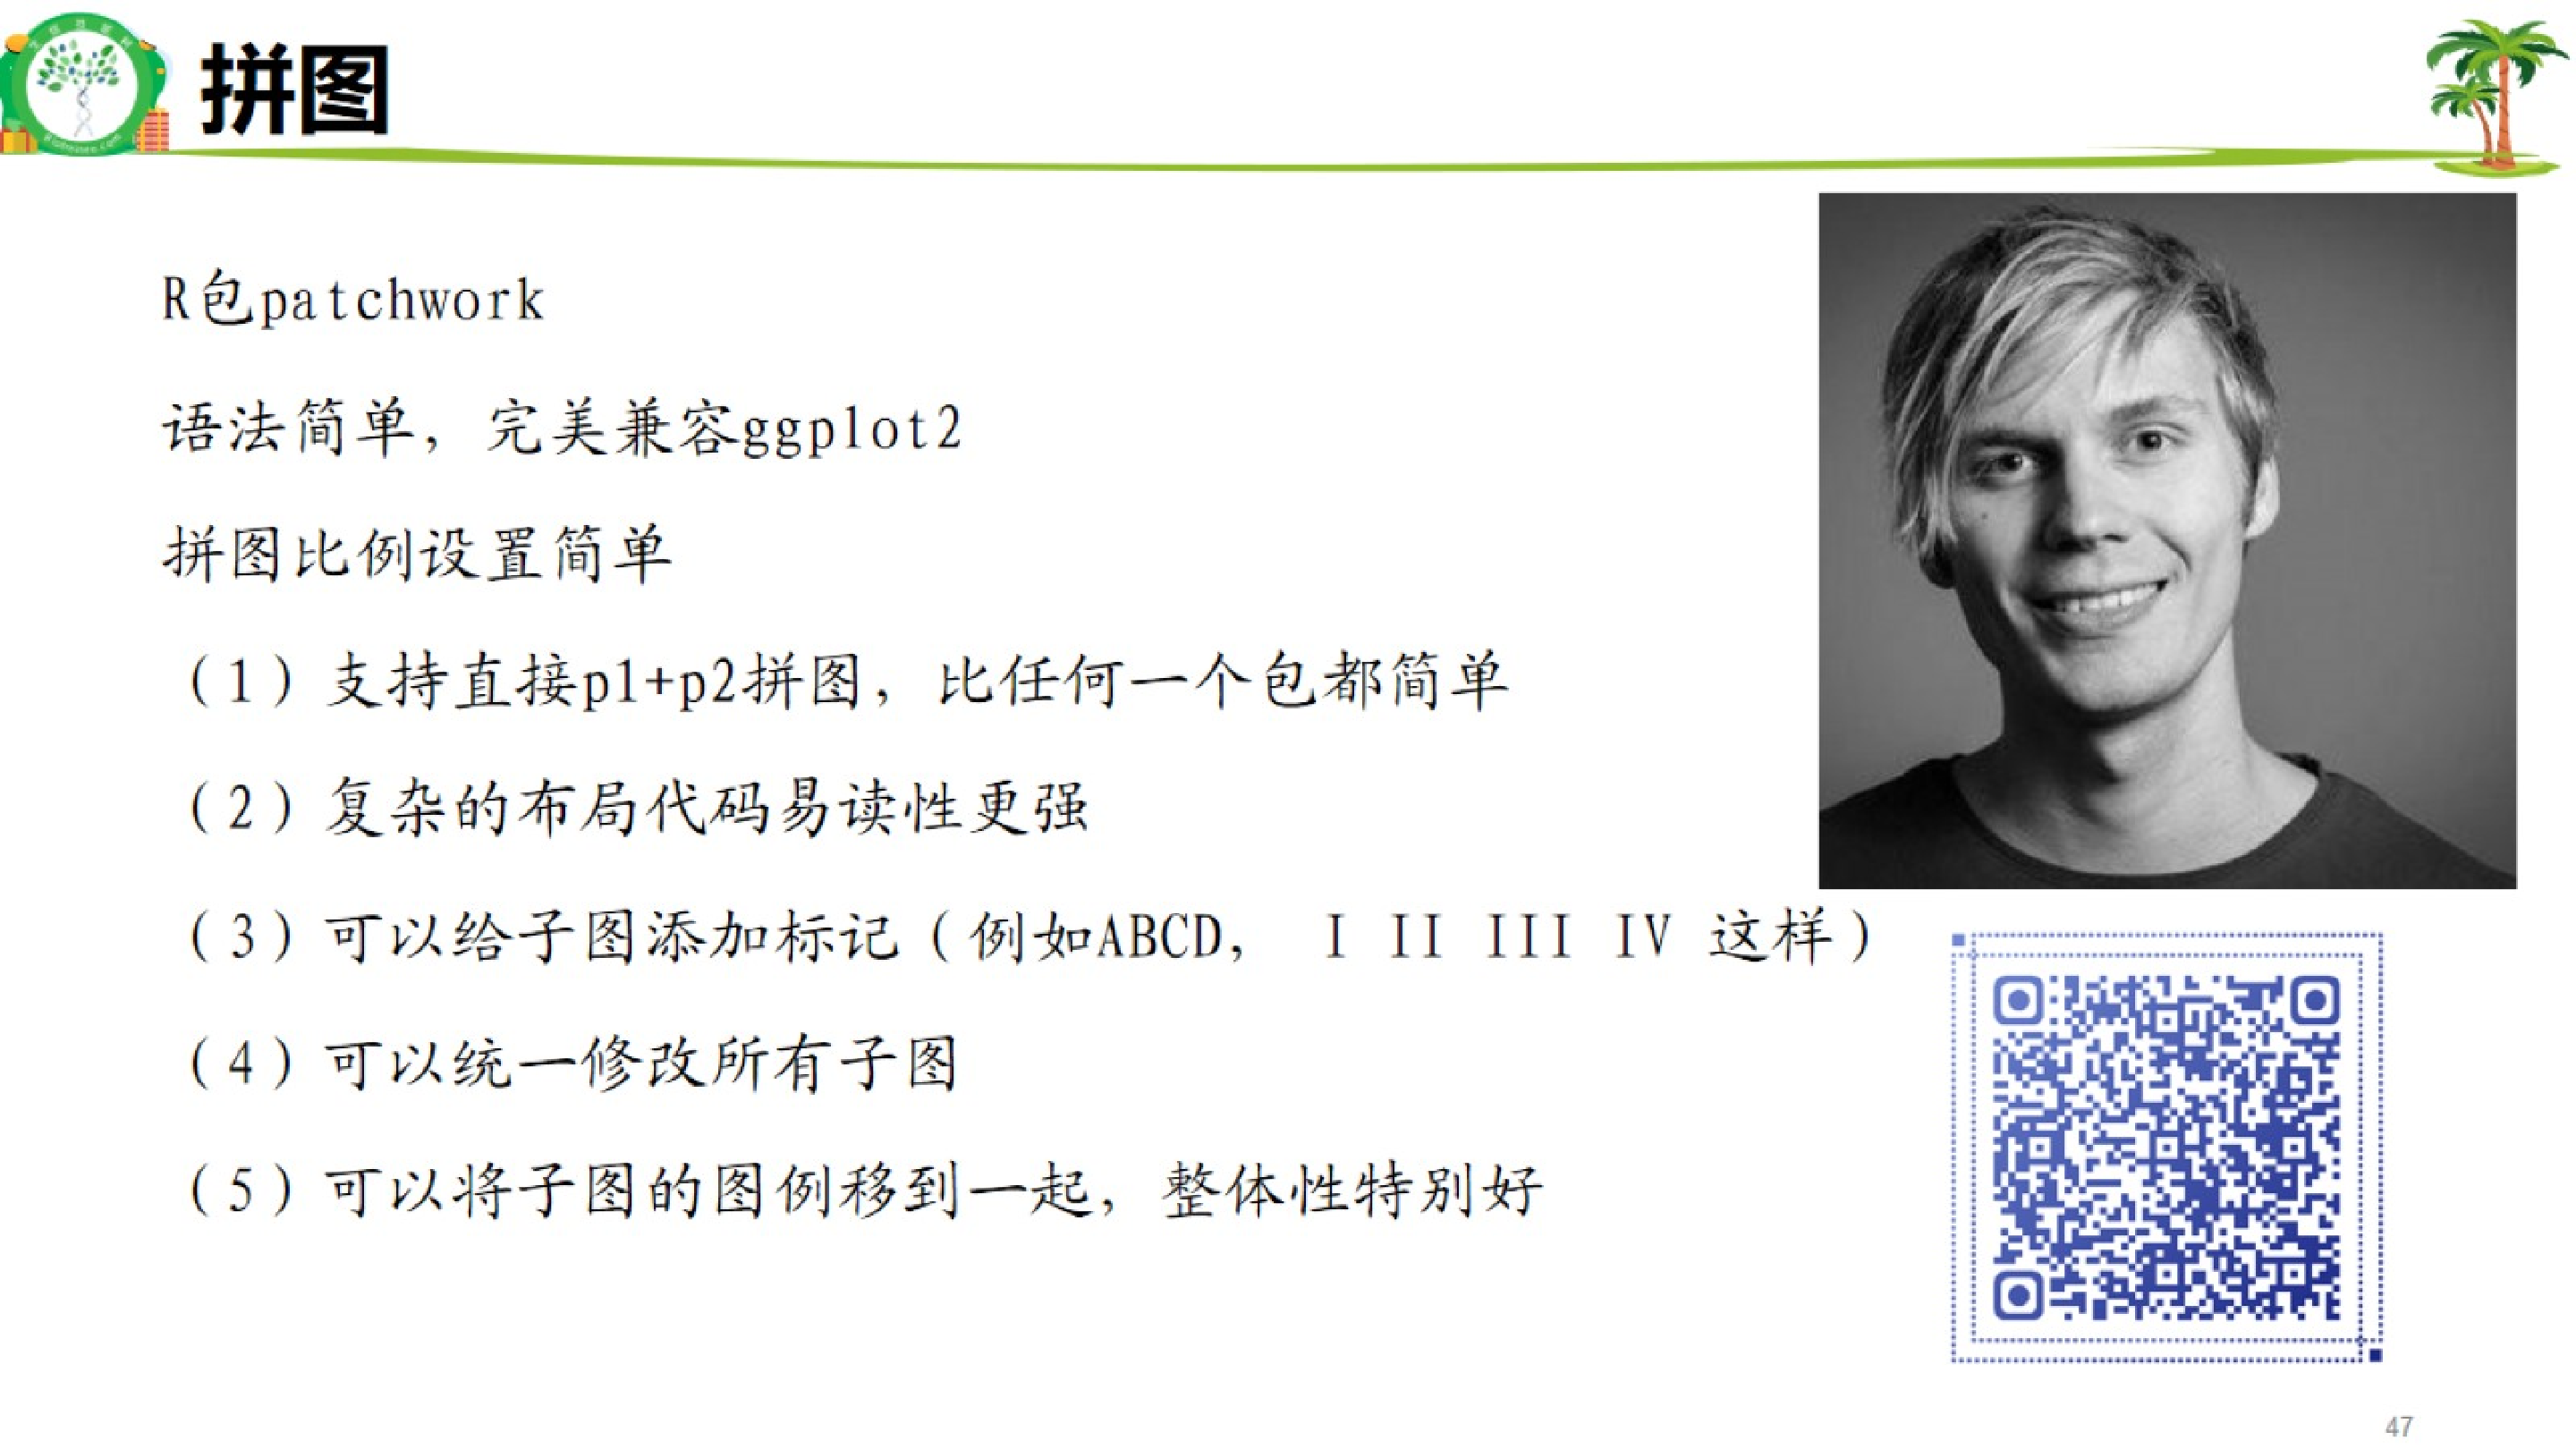 拼图
R包patchwork
语法简单，完美兼容ggplot2
拼图比例设置简单
（1）支持直接p1+p2拼图，比任何一个包都简单
（2）复杂的布局代码易读性更强
（3）可以给子图添加标记（例如ABCD， I II III IV 这样）
（4）可以统一修改所有子图
（5）可以将子图的图例移到一起，整体性特别好
47